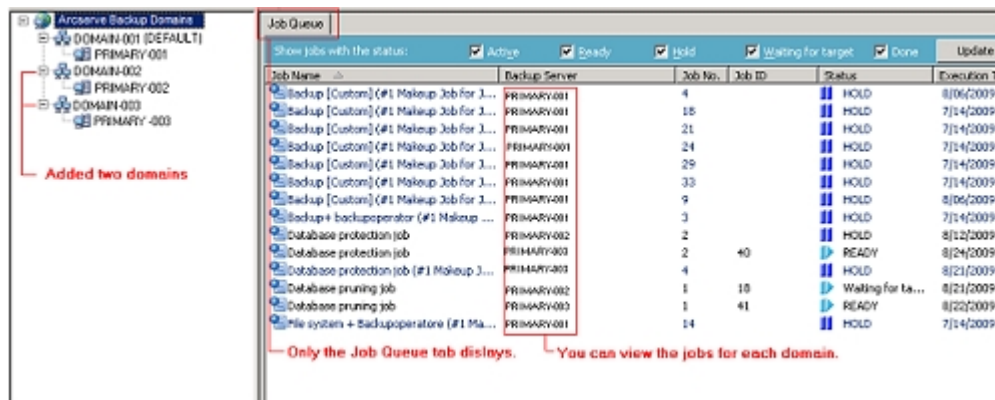 Arcserve Backup Domains
DOMAIN-001 (DEFAULT)
PRIMARY-001
DOMAIN-002
PRIMARY-002
DOMAIN-003
PRIMARY -003
Added two domains
Job Queue
Show jobs with the status: Active Ready Hold Waiting for target Done Update
Job Name Backup Server Job No. Job ID Status Execution T
Backup [Custom] (#1 Makeup Job for J... PRIMARY-001 4 HOLD 8/06/2009
Backup [Custom] (#1 Makeup Job for J... PRIMARY-001 18 HOLD 7/14/2009
Backup [Custom] (#1 Makeup Job for J... PRIMARY-001 21 HOLD 7/14/2009
Backup [Custom] (#1 Makeup Job for J... PRIMARY-001 24 HOLD 7/14/2009
Backup [Custom] (#1 Makeup Job for J... PRIMARY-001 29 HOLD 7/14/2009
Backup [Custom] (#1 Makeup Job for J... PRIMARY-001 33 HOLD 7/14/2009
Backup [Custom] (#1 Makeup Job for J... PRIMARY-001 9 HOLD 8/06/2009
Backup+ backupoperator (#1 Makeup ... PRIMARY-001 3 HOLD 7/14/2009
Database protection job PRIMARY-002 2 HOLD 8/12/2009
Database protection job PRIMARY-003 2 40 READY 8/24/2009
Database protection job (#1 Makeup J... PRIMARY-003 4 HOLD 8/21/2009
Database pruning job PRIMARY-002 1 18 Waiting for ta... 8/21/2009
Database pruning job PRIMARY-003 1 41 READY 8/22/2009
File system + Backupoperatore (#1 Ma... PRIMARY-001 14 HOLD 7/14/2009
Only the Job Queue tab displays.
You can view the jobs for each domain.